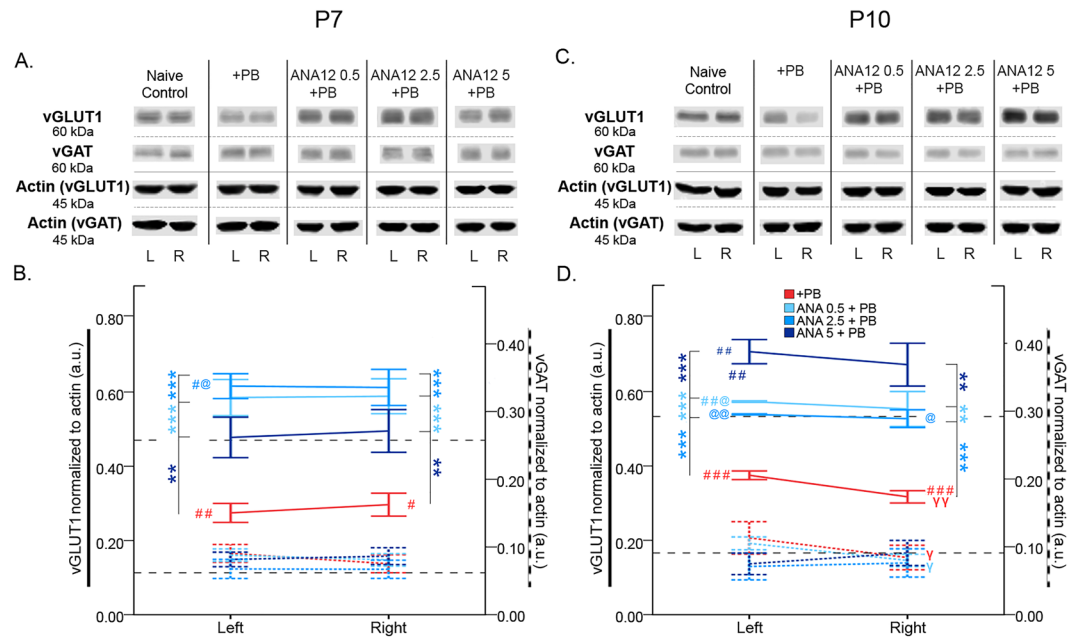 P7
P10
A.
Naive
Control
+PB
ANA12 0.5
+PB
ANA12 2.5
+PB
ANA12 5
+PB
vGLUT1
60 kDa
vGAT
60 kDa
Actin (vGLUT1)
45 kDa
Actin (vGAT)
45 kDa
L R L R L R L R L R
C.
Naive
Control
+PB
ANA12 0.5
+PB
ANA12 2.5
+PB
ANA12 5
+PB
vGLUT1
60 kDa
vGAT
60 kDa
Actin (vGLUT1)
45 kDa
Actin (vGAT)
45 kDa
L R L R L R L R L R
B.
vGLUT1 normalized to actin (a.u.)
0.80
0.60
0.40
0.20
0.00
***
***
**
#@
##
#
***
***
**
0.40
0.30
0.20
0.10
0.00
vGAT normalized to actin (a.u.)
Left
Right
D.
+PB
ANA 0.5 + PB
ANA 2.5 + PB
ANA 5 + PB
vGLUT1 normalized to actin (a.u.)
0.80
0.60
0.40
0.20
0.00
***
***
***
##
##
##@
@@
###
@
###
γγ
γ
γ
**
**
***
0.40
0.30
0.20
0.10
0.00
vGAT normalized to actin (a.u.)
Left
Right